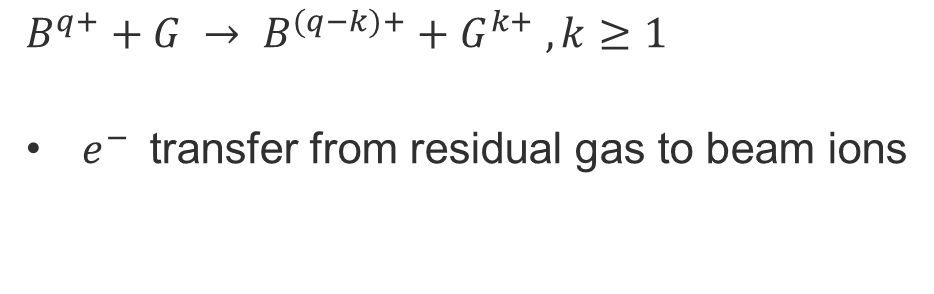 B^{q+} + G → B^{(q−k)+} + G^{k+} , k ≥ 1
• e^− transfer from residual gas to beam ions